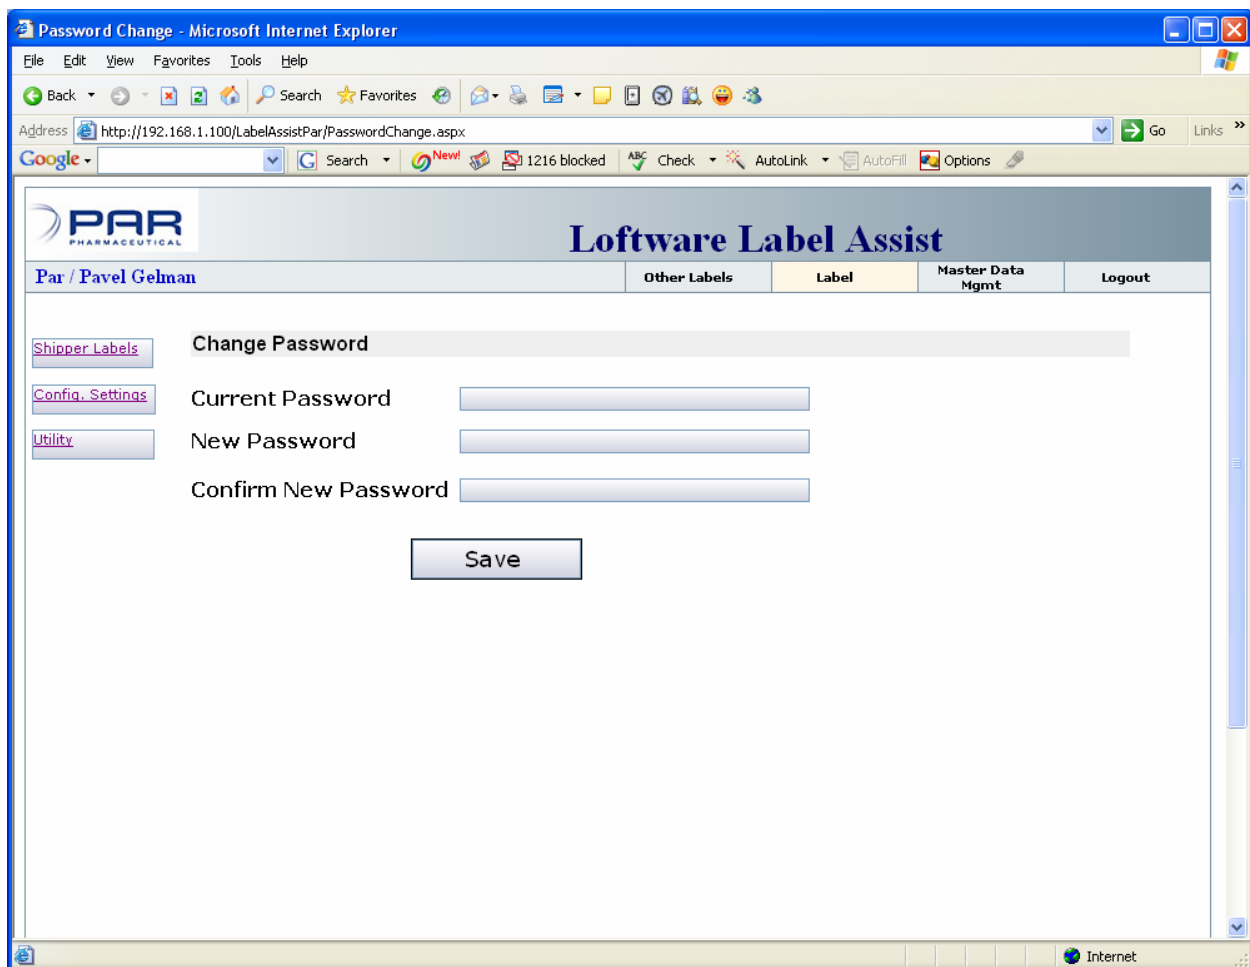 Password Change - Microsoft Internet Explorer
File Edit View Favorites Tools Help
Back Search Favorites
Address http://192.168.1.100/LabelAssistPar/PasswordChange.aspx Go Links »
Google Search New! 1216 blocked ABC Check AutoLink AutoFill Options
PAR
PHARMACEUTICAL
Loftware Label Assist
Par / Pavel Gelman Other Labels Label Master Data Mgmt Logout
Shipper Labels Change Password
Config. Settings Current Password
Utility New Password
Confirm New Password
Save
Internet